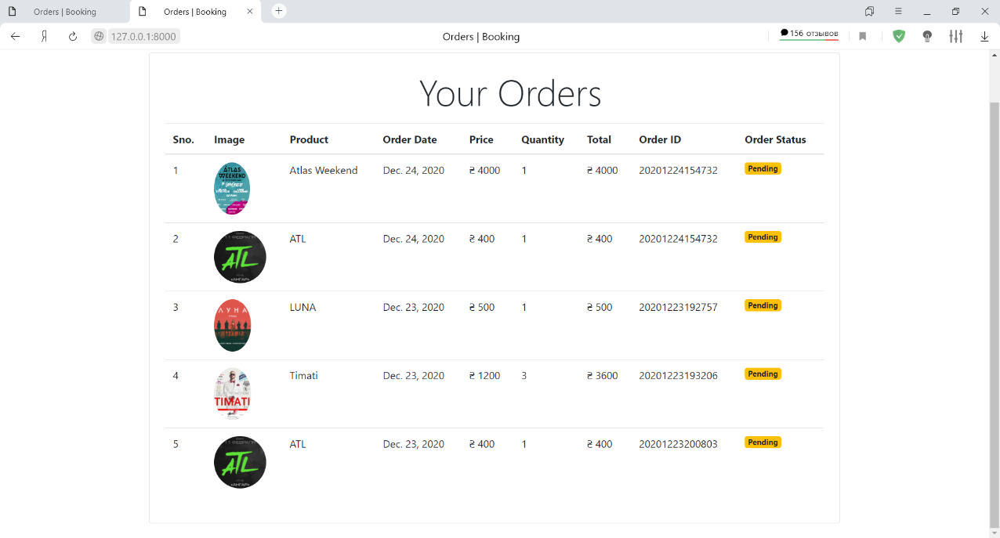 Orders | Booking
Orders | Booking
127.0.0.1:8000
Orders | Booking
156 отзывов
Your Orders
Sno. Image Product Order Date Price Quantity Total Order ID Order Status
1 ATLAS WEEKEND Atlas Weekend Dec. 24, 2020 ₴ 4000 1 ₴ 4000 20201224154732 Pending
2 ATL «АНГАР» ATL Dec. 24, 2020 ₴ 400 1 ₴ 400 20201224154732 Pending
3 ЛУНА LUNA Dec. 23, 2020 ₴ 500 1 ₴ 500 20201223192757 Pending
4 TIMATI Timati Dec. 23, 2020 ₴ 1200 3 ₴ 3600 20201223193206 Pending
5 ATL «АНГАР» ATL Dec. 23, 2020 ₴ 400 1 ₴ 400 20201223200803 Pending